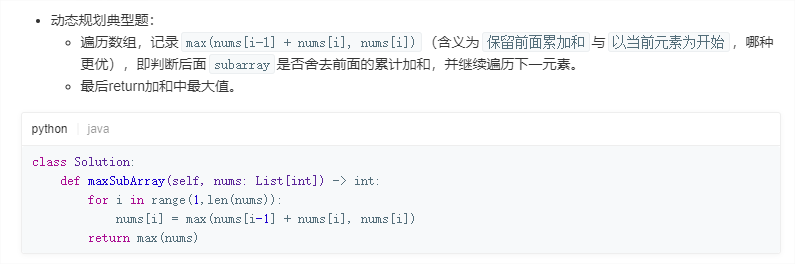 动态规划典型题：
遍历数组，记录 max(nums[i-1] + nums[i], nums[i]) （含义为 保留前面累加和 与 以当前元素为开始 ，哪种
更优），即判断后面 subarray 是否舍去前面的累计加和，并继续遍历下一元素。
最后return加和中最大值。
python | java
class Solution:
    def maxSubArray(self, nums: List[int]) -> int:
        for i in range(1,len(nums)):
            nums[i] = max(nums[i-1] + nums[i], nums[i])
        return max(nums)